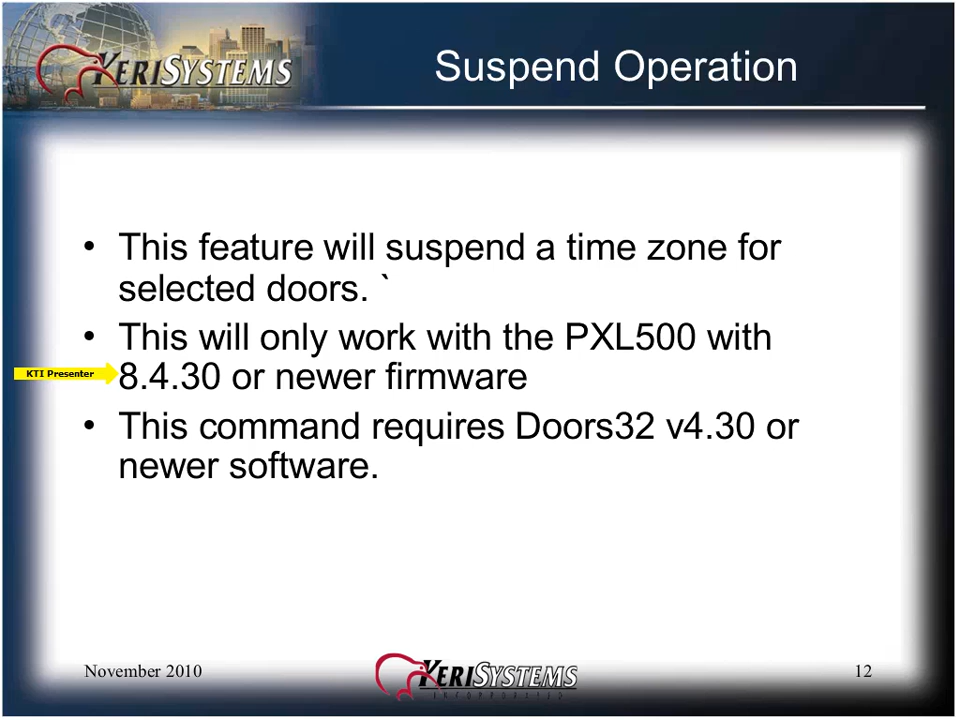 KERISYSTEMS
Suspend Operation
• This feature will suspend a time zone for
selected doors. `
• This will only work with the PXL500 with
KTI Presenter
8.4.30 or newer firmware
• This command requires Doors32 v4.30 or
newer software.
November 2010
KERISYSTEMS
INCORPORATED
12